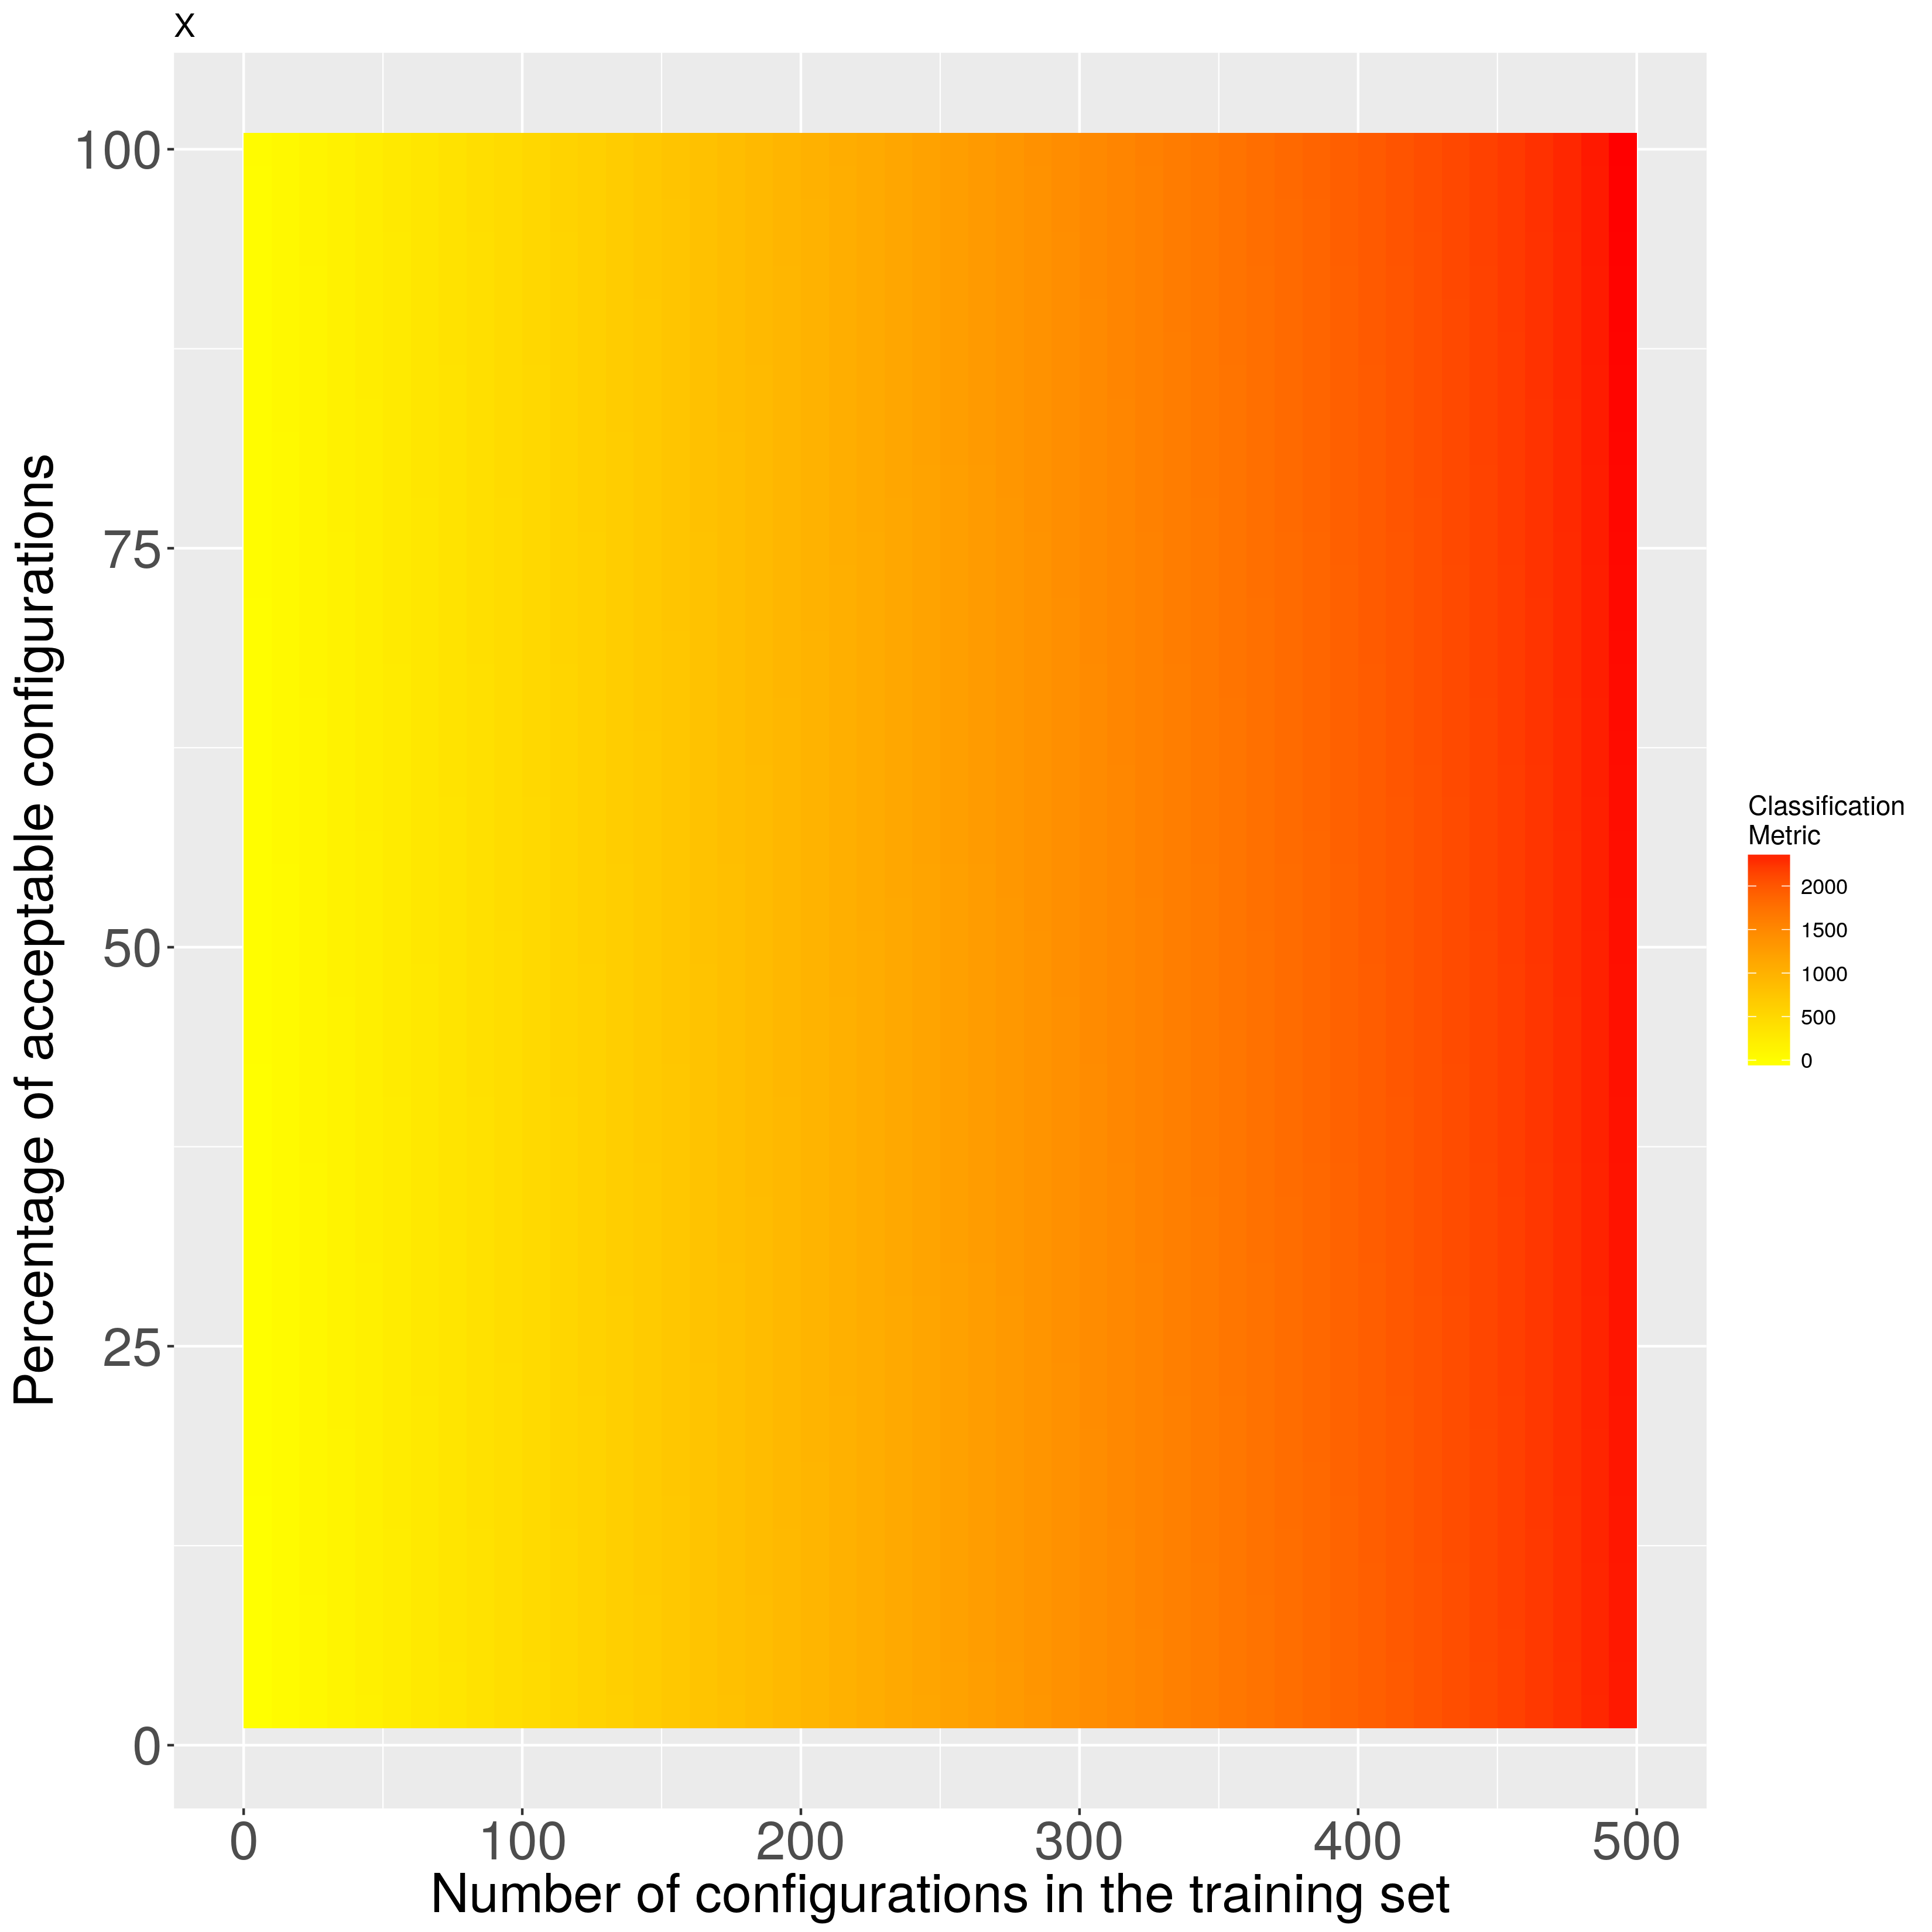 x
100
75
50
25
0
Percentage of acceptable configurations
0 100 200 300 400 500
Number of configurations in the training set
Classification
Metric
2000
1500
1000
500
0